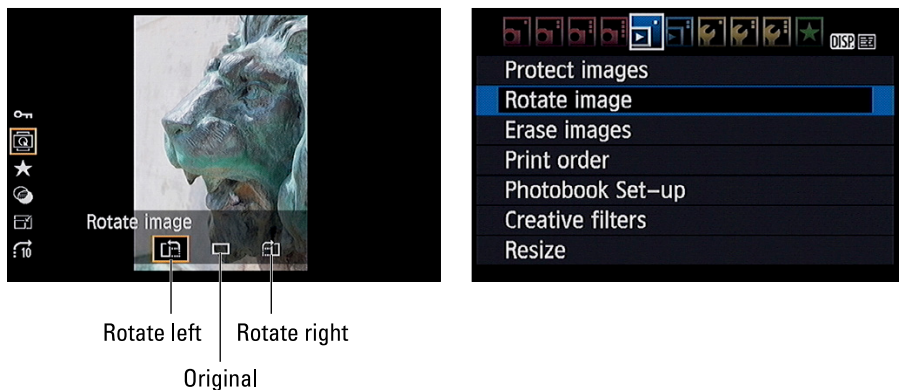 10
Rotate image
Rotate left
Rotate right
Original
DISP.
Protect images
Rotate image
Erase images
Print order
Photobook Set-up
Creative filters
Resize